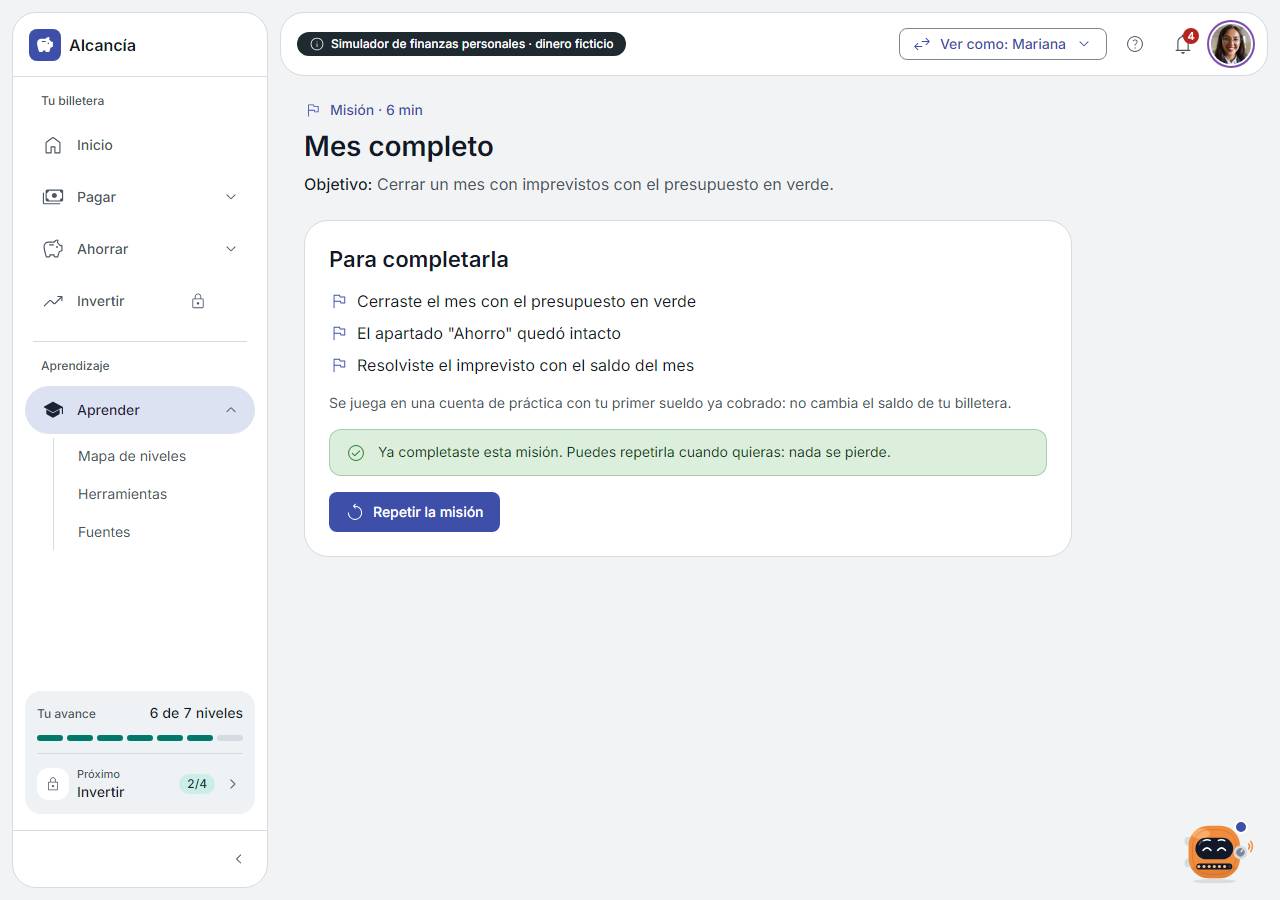 Alcancía
Simulador de finanzas personales · dinero ficticio
Ver como: Mariana
4
Tu billetera
Inicio
Pagar
Ahorrar
Invertir
Aprendizaje
Aprender
Mapa de niveles
Herramientas
Fuentes
Tu avance
6 de 7 niveles
Próximo
Invertir
2/4
Misión · 6 min
Mes completo
Objetivo: Cerrar un mes con imprevistos con el presupuesto en verde.
Para completarla
Cerraste el mes con el presupuesto en verde
El apartado "Ahorro" quedó intacto
Resolviste el imprevisto con el saldo del mes
Se juega en una cuenta de práctica con tu primer sueldo ya cobrado: no cambia el saldo de tu billetera.
Ya completaste esta misión. Puedes repetirla cuando quieras: nada se pierde.
Repetir la misión